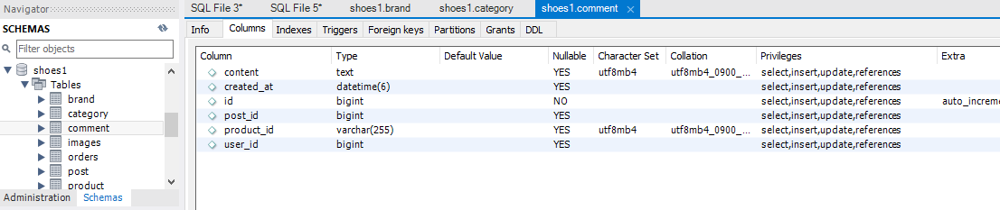 Navigator
SCHEMAS
Filter objects
shoes1
Tables
brand
category
comment
images
orders
post
product
Administration Schemas
SQL File 3* SQL File 5* shoes1.brand shoes1.category shoes1.comment
Info Columns Indexes Triggers Foreign keys Partitions Grants DDL
Column Type Default Value Nullable Character Set Collation Privileges Extra
content text YES utf8mb4 utf8mb4_0900_... select,insert,update,references
created_at datetime(6) YES select,insert,update,references
id bigint NO select,insert,update,references auto_increme
post_id bigint YES select,insert,update,references
product_id varchar(255) YES utf8mb4 utf8mb4_0900_... select,insert,update,references
user_id bigint YES select,insert,update,references